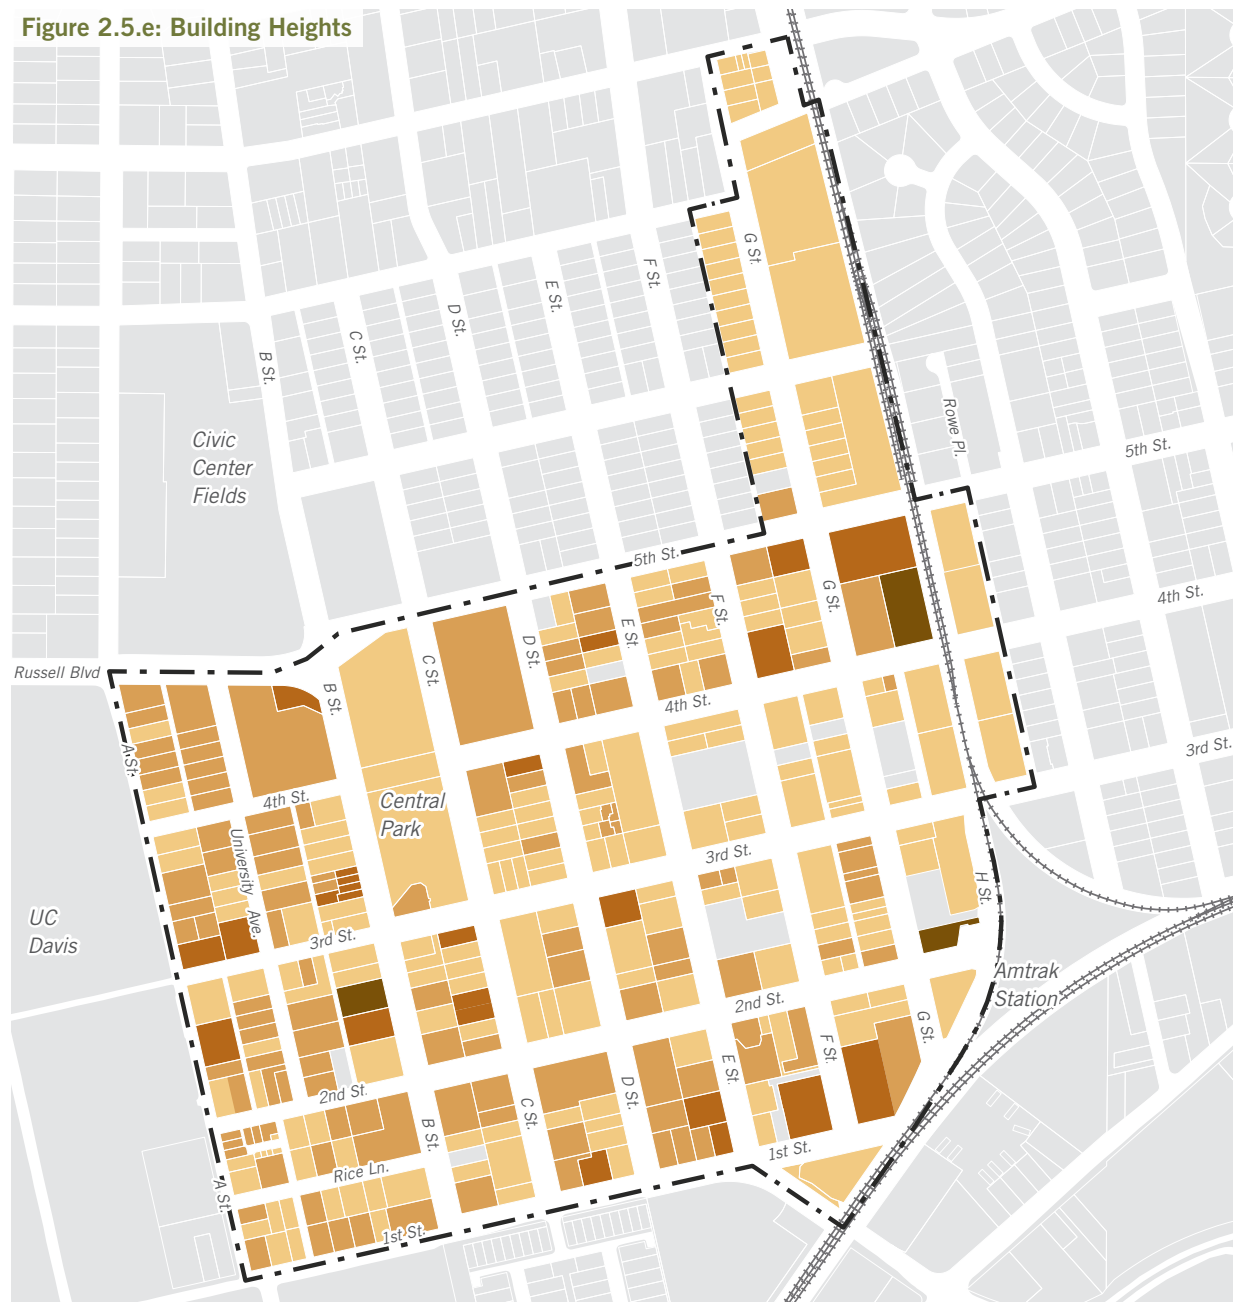 Figure 2.5.e: Building Heights
G St.
F St.
E St.
D St.
C St.
B St.
Rowe Pl.
Civic
Center
Fields
5th St.
5th St.
4th St.
G St.
F St.
E St.
D St.
C St.
B St.
Russell Blvd
A St.
4th St.
3rd St.
4th St.
Central
Park
University Ave.
3rd St.
H St.
UC
Davis
3rd St.
Amtrak
Station
2nd St.
G St.
F St.
E St.
D St.
C St.
B St.
2nd St.
1st St.
Rice Ln.
A St.
1st St.